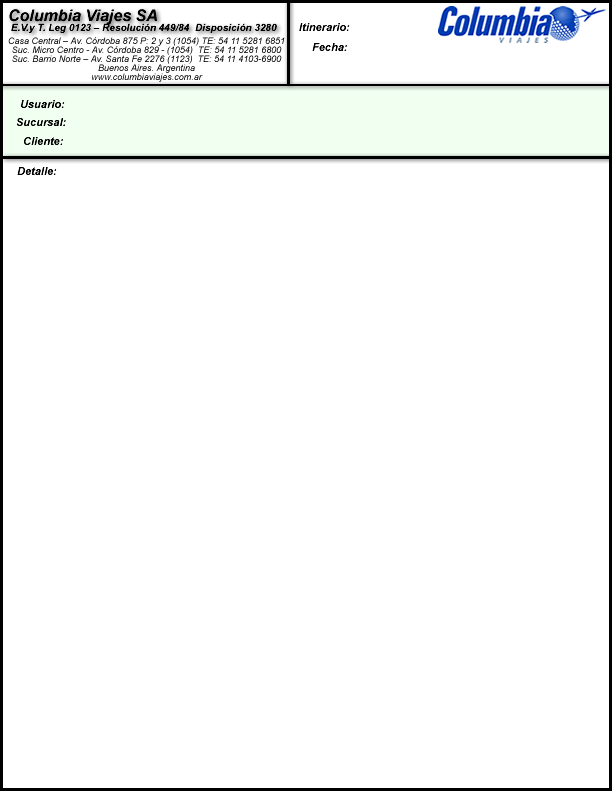 Columbia Viajes SA
E.V.y T. Leg 0123 – Resolución 449/84 Disposición 3280
Casa Central – Av. Córdoba 875 P: 2 y 3 (1054) TE: 54 11 5281 6851
Suc. Micro Centro - Av. Córdoba 829 - (1054) TE: 54 11 5281 6800
Suc. Barrio Norte – Av. Santa Fe 2276 (1123) TE: 54 11 4103-6900
Buenos Aires. Argentina
www.columbiaviajes.com.ar
Itinerario:
Fecha:
Columbia
VIAJES
Usuario:
Sucursal:
Cliente:
Detalle: